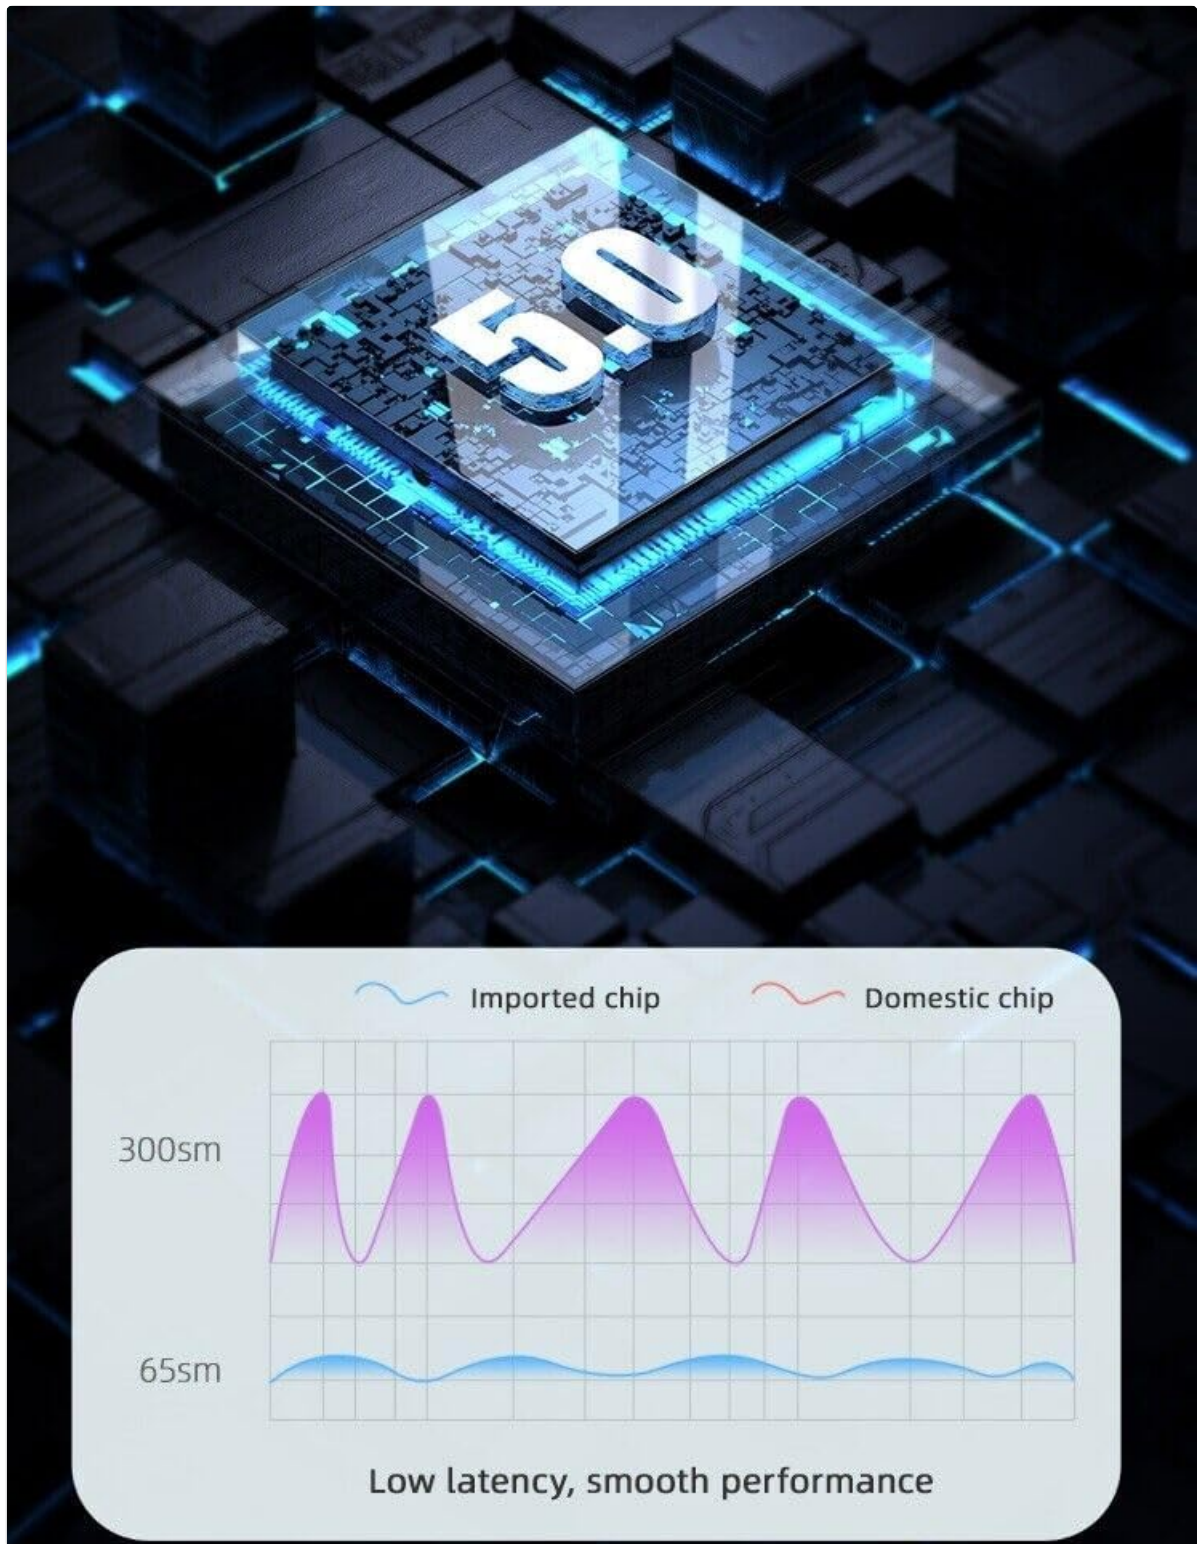 5.0
Imported chip
Domestic chip
300sm
65sm
Low latency, smooth performance